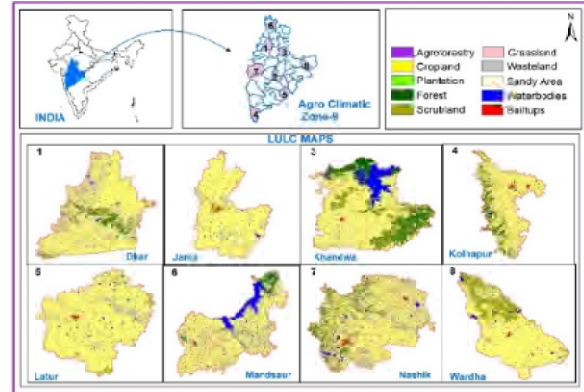 N
INDIA
Agro Climatic
Zone-9
Agroforestry
Cropland
Plantation
Forest
Scrubland
Grassland
Wasteland
Sandy Area
Waterbodies
Builtups
LULC MAPS
1
Dhar
2
3
Khandwa
4
Kolhapur
5
Latur
6
Mandsaur
7
Nashik
8
Wardha